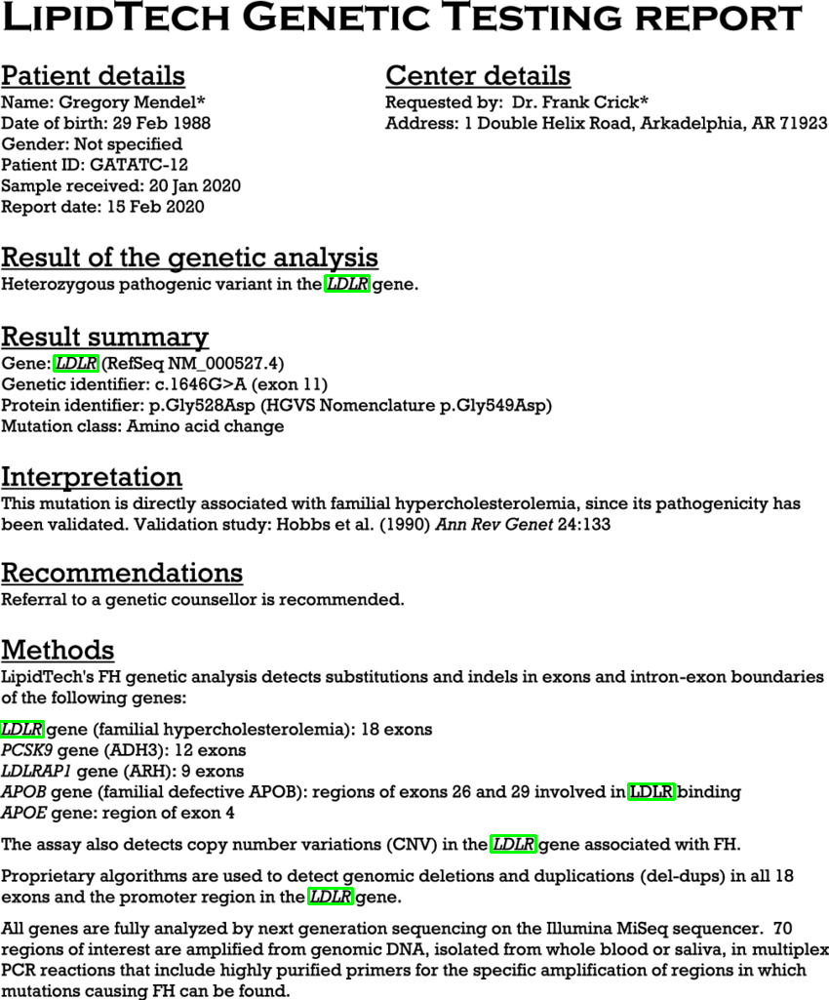 LipidTech Genetic Testing report
Patient details
Name: Gregory Mendel*
Date of birth: 29 Feb 1988
Gender: Not specified
Patient ID: GATATC-12
Sample received: 20 Jan 2020
Report date: 15 Feb 2020
Center details
Requested by:  Dr. Frank Crick*
Address: 1 Double Helix Road, Arkadelphia, AR 71923
Result of the genetic analysis
Heterozygous pathogenic variant in the LDLR gene.
Result summary
Gene: LDLR (RefSeq NM_000527.4)
Genetic identifier: c.1646G>A (exon 11)
Protein identifier: p.Gly528Asp (HGVS Nomenclature p.Gly549Asp)
Mutation class: Amino acid change
Interpretation
This mutation is directly associated with familial hypercholesterolemia, since its pathogenicity has
been validated. Validation study: Hobbs et al. (1990) Ann Rev Genet 24:133
Recommendations
Referral to a genetic counsellor is recommended.
Methods
LipidTech's FH genetic analysis detects substitutions and indels in exons and intron-exon boundaries
of the following genes:
LDLR gene (familial hypercholesterolemia): 18 exons
PCSK9 gene (ADH3): 12 exons
LDLRAP1 gene (ARH): 9 exons
APOB gene (familial defective APOB): regions of exons 26 and 29 involved in LDLR binding
APOE gene: region of exon 4
The assay also detects copy number variations (CNV) in the LDLR gene associated with FH.
Proprietary algorithms are used to detect genomic deletions and duplications (del-dups) in all 18
exons and the promoter region in the LDLR gene.
All genes are fully analyzed by next generation sequencing on the Illumina MiSeq sequencer.  70
regions of interest are amplified from genomic DNA, isolated from whole blood or saliva, in multiplex
PCR reactions that include highly purified primers for the specific amplification of regions in which
mutations causing FH can be found.